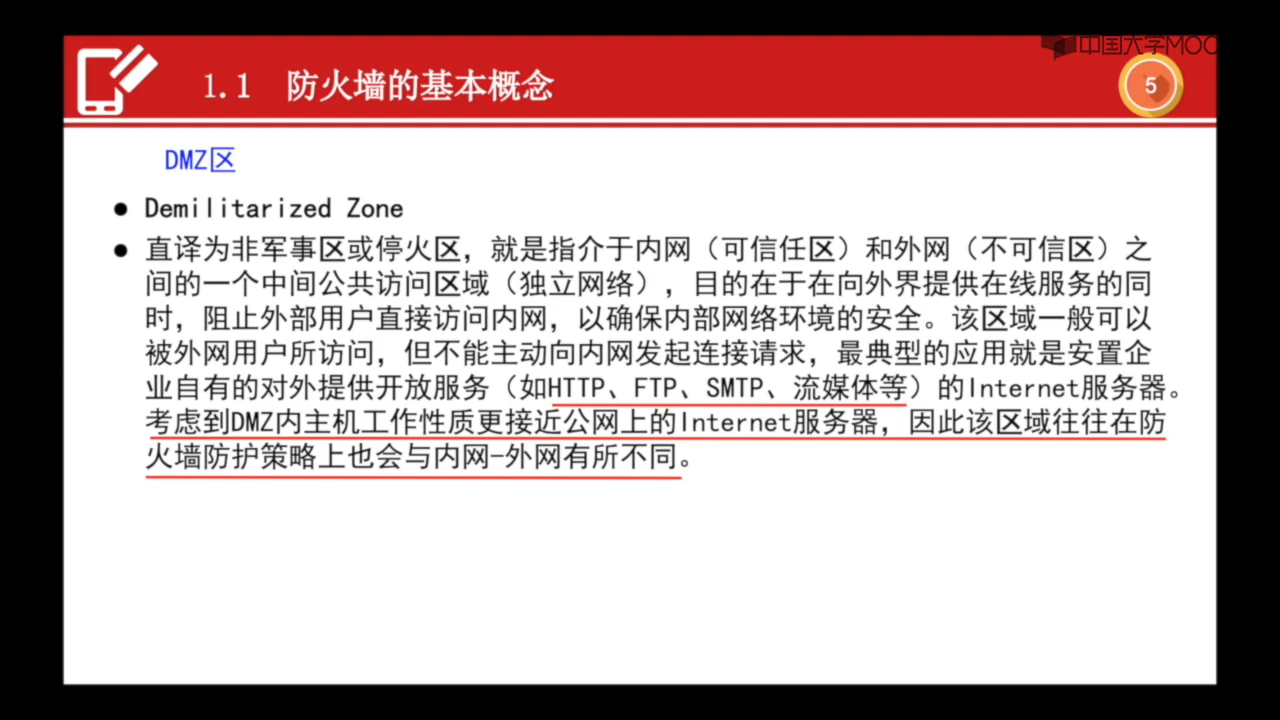 中国大学MOOC
1.1 防火墙的基本概念
5
DMZ区
● Demilitarized Zone
● 直译为非军事区或停火区，就是指介于内网（可信任区）和外网（不可信区）之
间的一个中间公共访问区域（独立网络），目的在于在向外界提供在线服务的同
时，阻止外部用户直接访问内网，以确保内部网络环境的安全。该区域一般可以
被外网用户所访问，但不能主动向内网发起连接请求，最典型的应用就是安置企
业自有的对外提供开放服务（如HTTP、FTP、SMTP、流媒体等）的Internet服务器。
考虑到DMZ内主机工作性质更接近公网上的Internet服务器，因此该区域往往在防
火墙防护策略上也会与内网-外网有所不同。